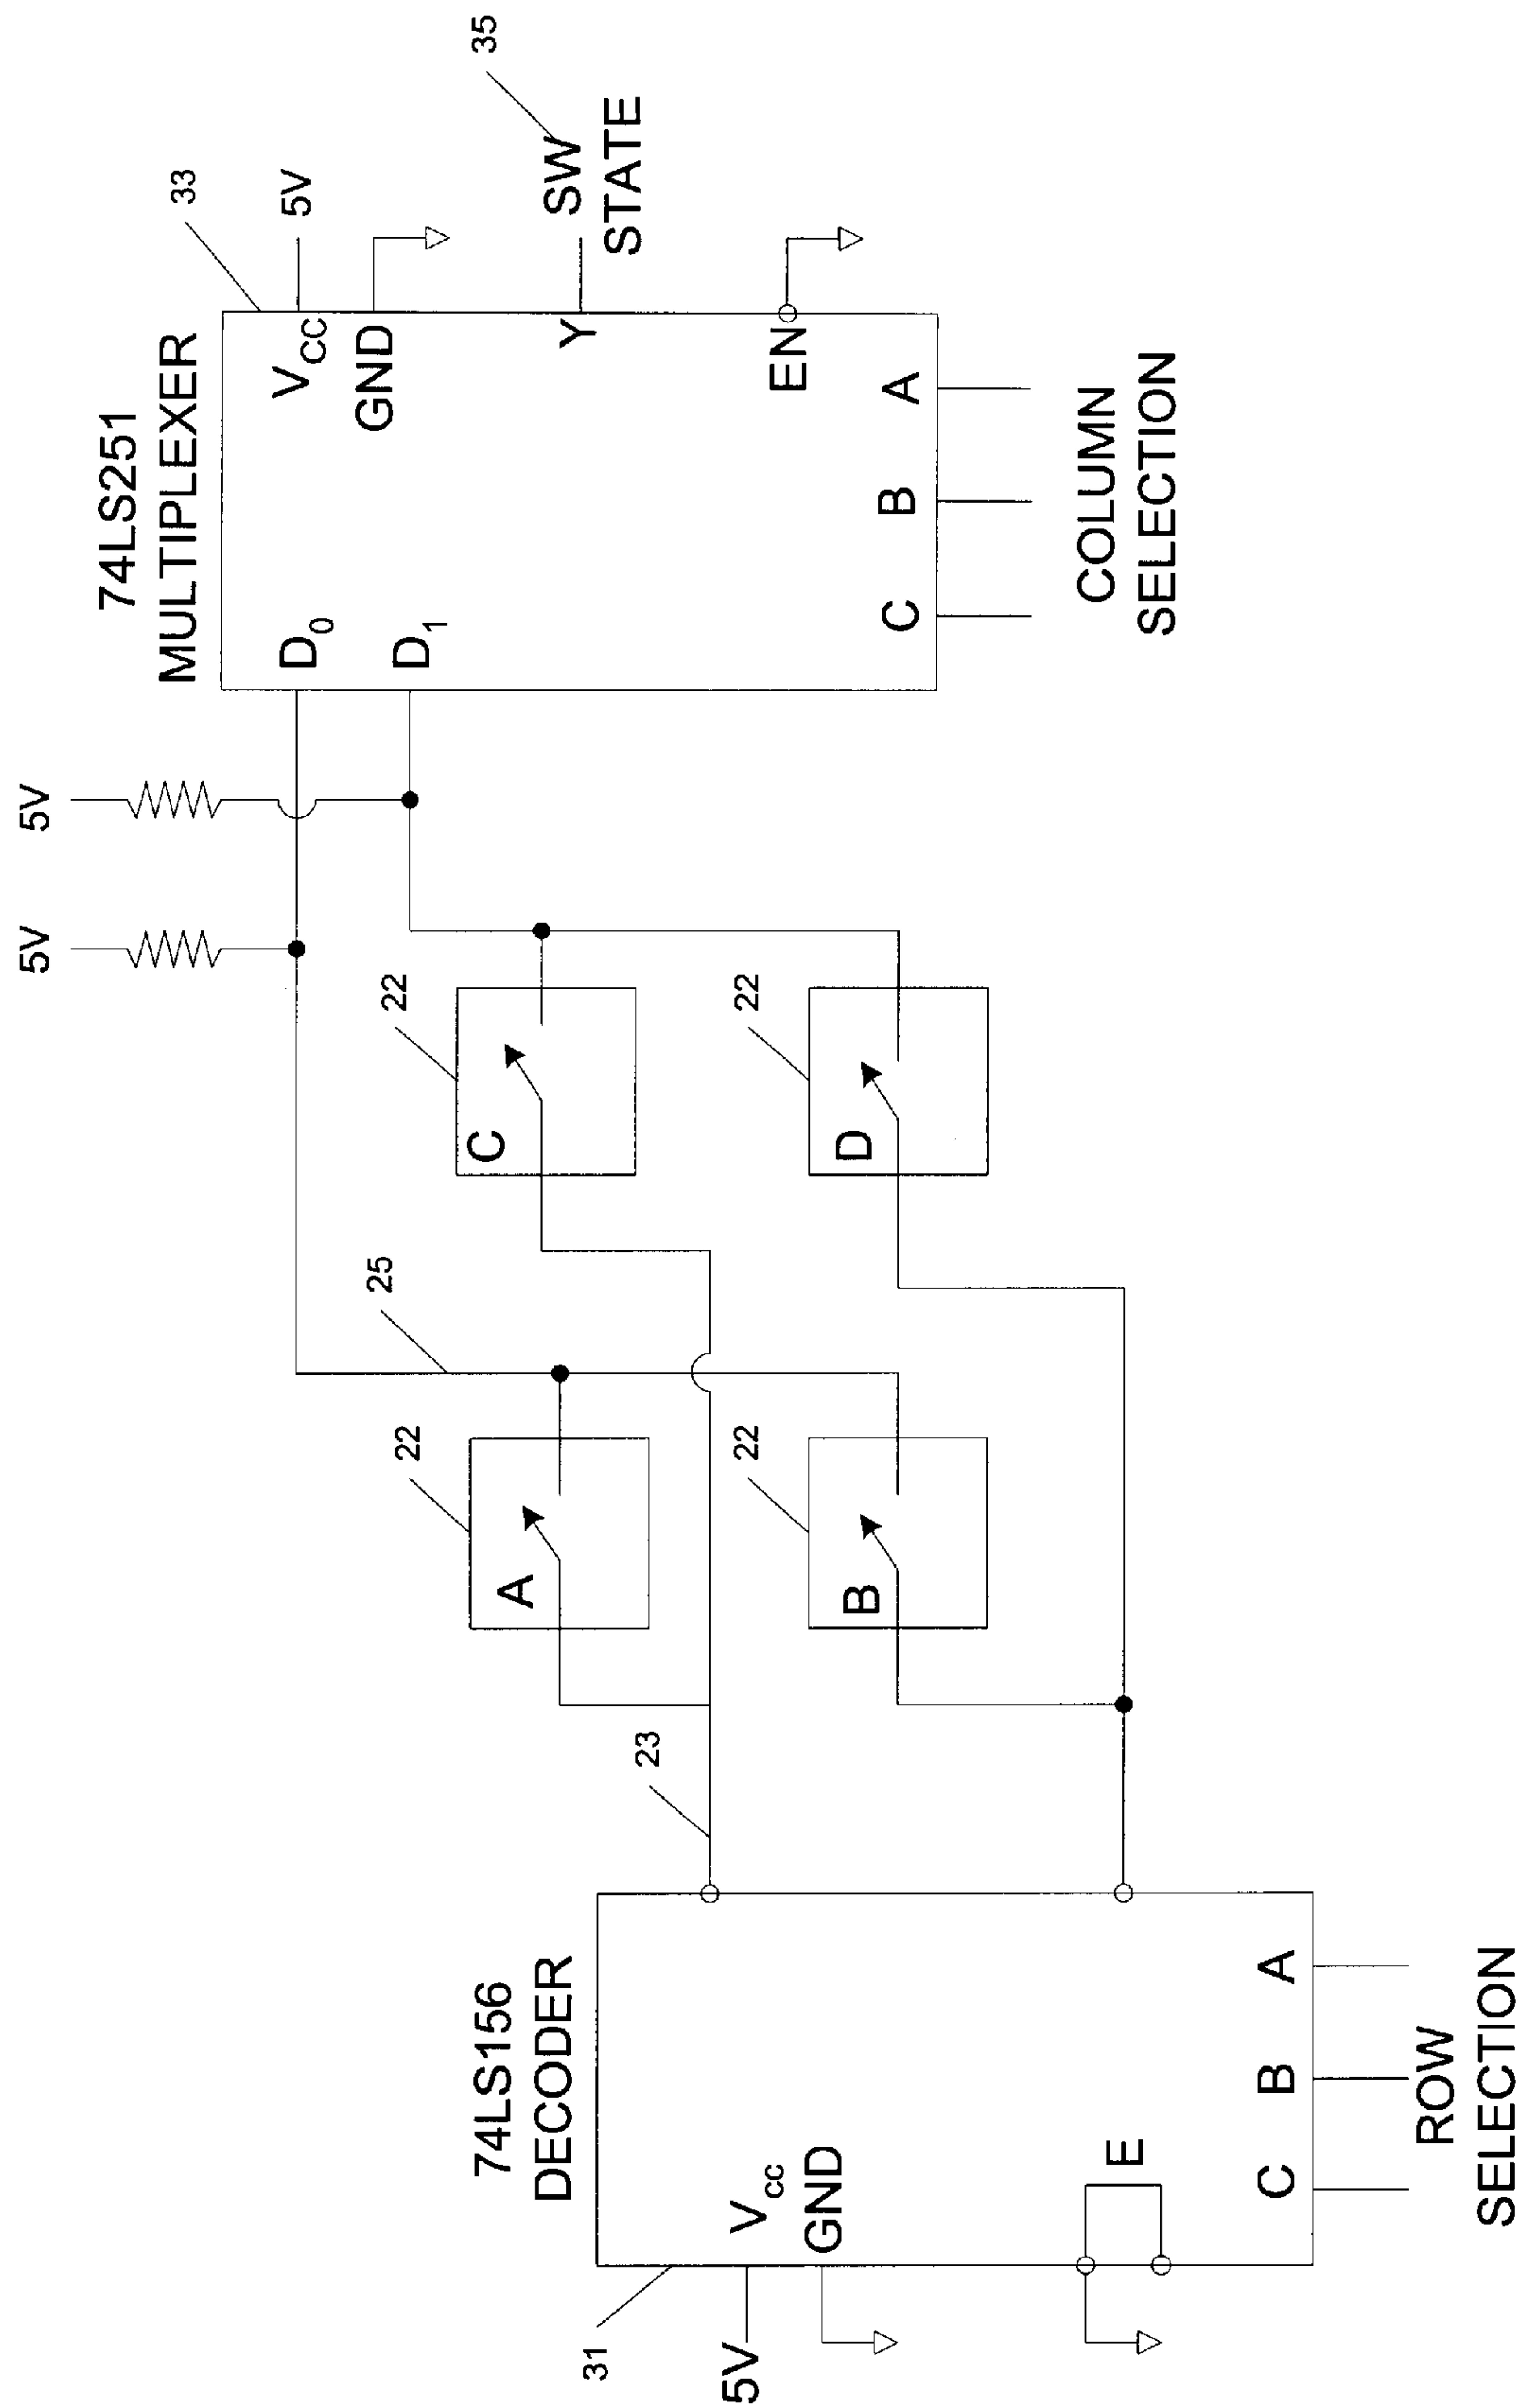 74LS156
DECODER
31
5V
V_cc
GND
E
C
B
A
ROW
SELECTION
23
25
22
A
22
B
22
C
22
D
5V
5V
74LS251
MULTIPLEXER
33
D_0
D_1
V_CC
5V
GND
Y
SW
STATE
35
EN
C
B
A
COLUMN
SELECTION